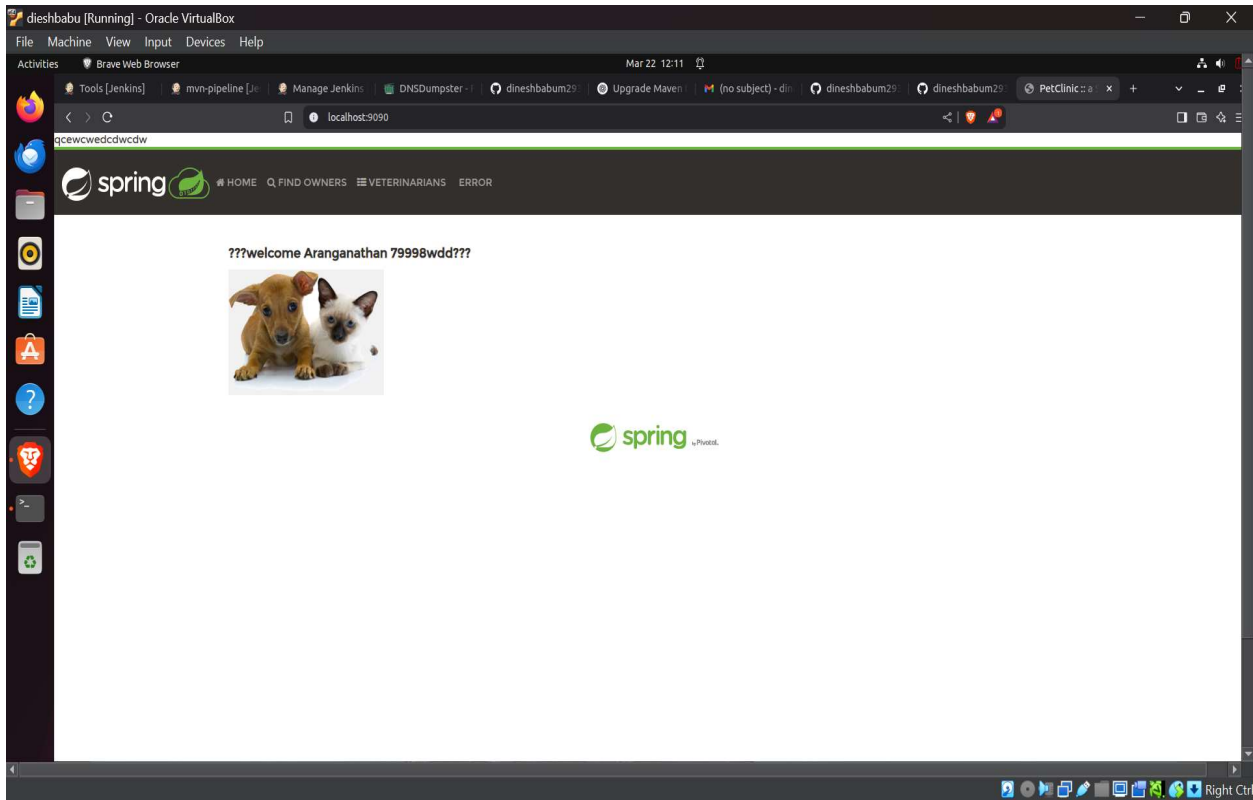 dieshbabu [Running] - Oracle VirtualBox
File Machine View Input Devices Help
Activities Brave Web Browser Mar 22 12:11
Tools [Jenkins] mvn-pipeline [Je Manage Jenkins DNSDumpster - dineshbabum29 Upgrade Maven (no subject) - din dineshbabum29 dineshbabum29 PetClinic :: a
localhost:9090
qcewcwedcdwcdw
spring HOME FIND OWNERS VETERINARIANS ERROR
???welcome Aranganathan 79998wdd???
spring by Pivotal.
Right Ctrl